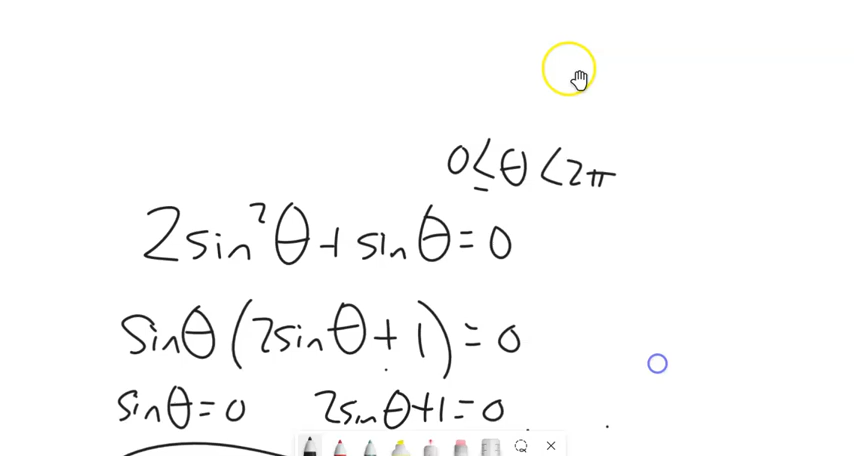 0 ≤ θ < 2π
2sin²θ + sinθ = 0
sinθ(2sinθ + 1) = 0
sinθ = 0 2sinθ + 1 = 0